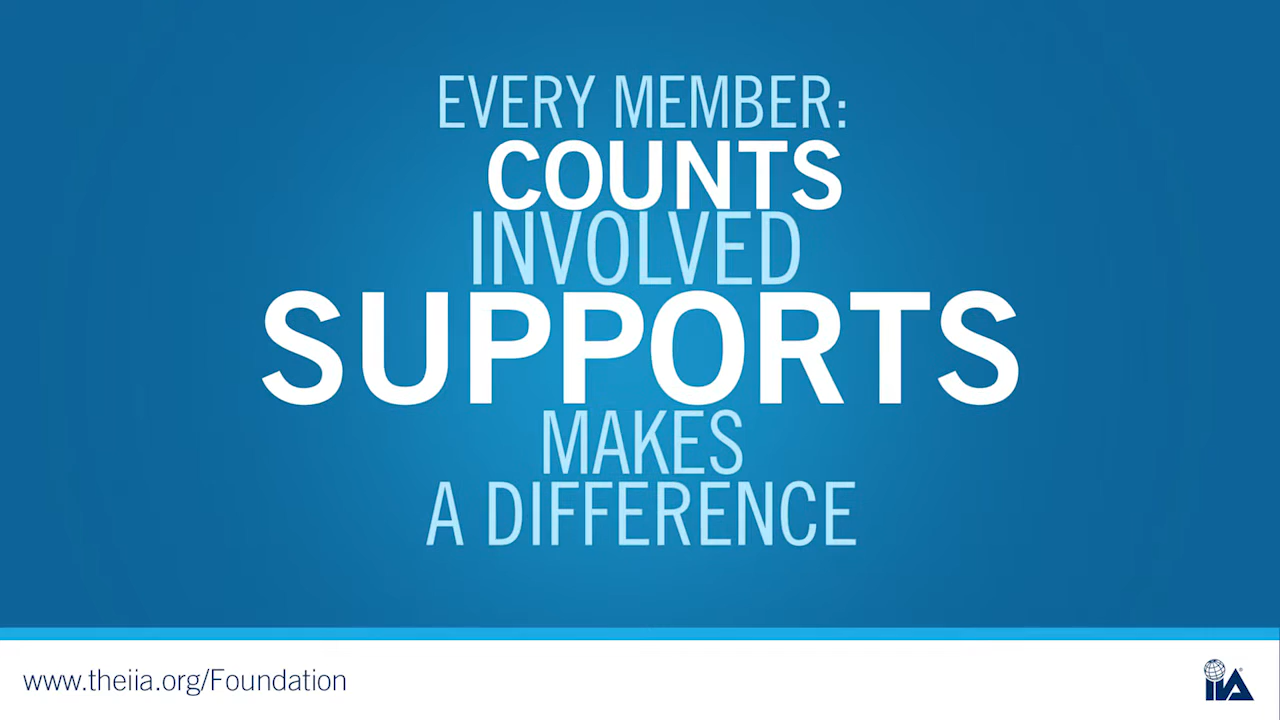 EVERY MEMBER:
COUNTS
INVOLVED
SUPPORTS
MAKES
A DIFFERENCE
www.theiia.org/Foundation
IIA